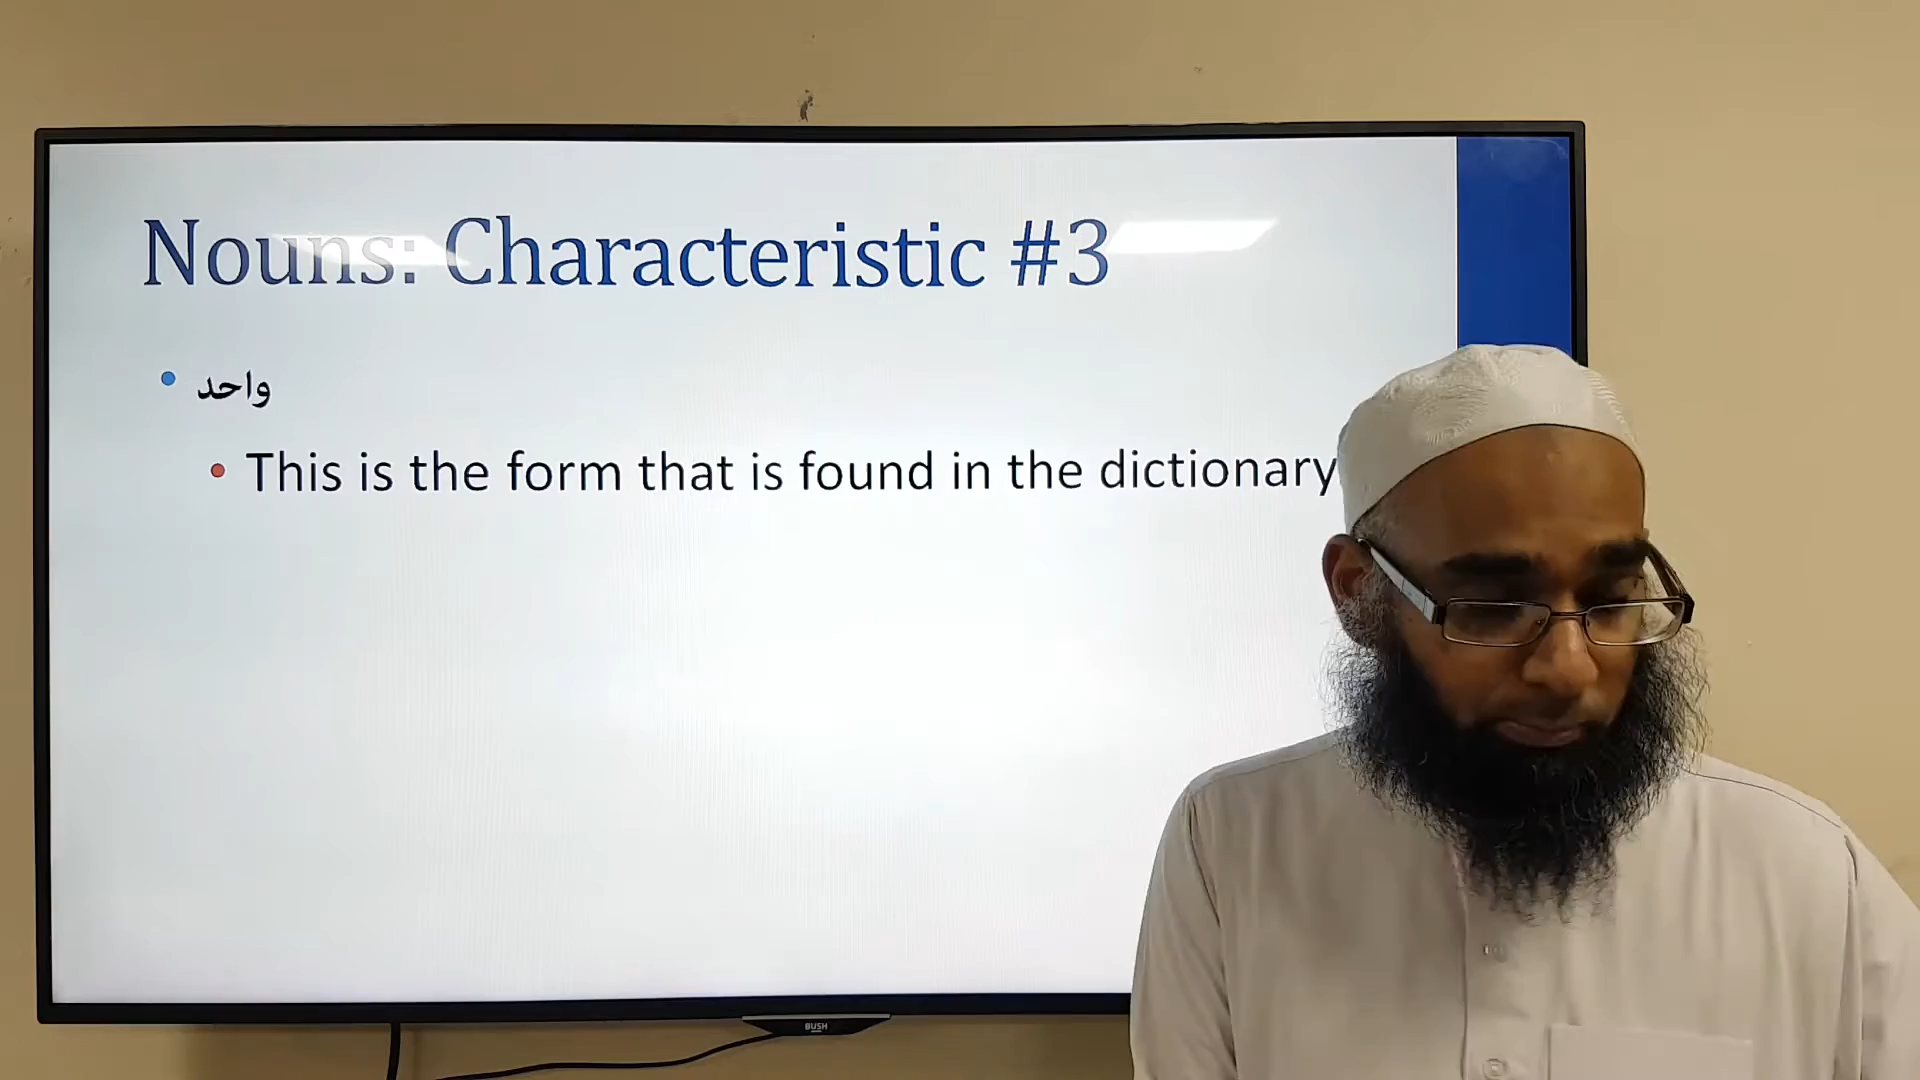 Nouns: Characteristic #3
واحد
This is the form that is found in the dictionary
BUSH